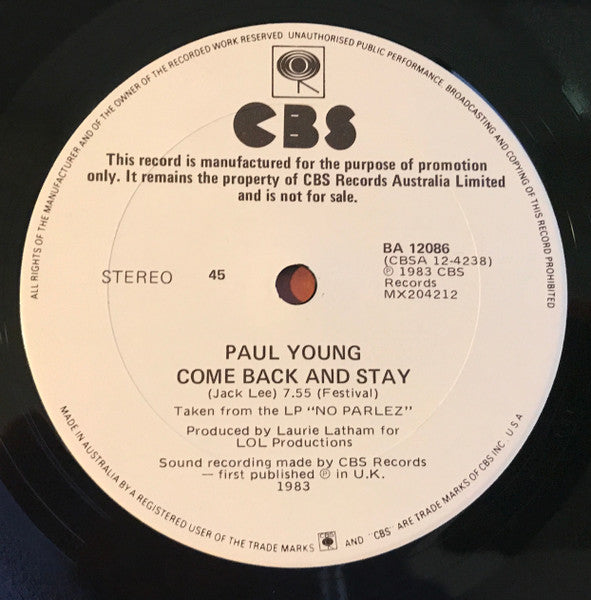 ALL RIGHTS OF THE MANUFACTURER AND OF THE OWNER OF THE RECORDED WORK RESERVED UNAUTHORISED PUBLIC PERFORMANCE BROADCASTING AND COPYING OF THIS RECORD PROHIBITED
CBS
This record is manufactured for the purpose of promotion
only. It remains the property of CBS Records Australia Limited
and is not for sale.
STEREO 45
BA 12086
(CBSA 12-4238)
℗ 1983 CBS
Records
MX204212
PAUL YOUNG
COME BACK AND STAY
(Jack Lee) 7.55 (Festival)
Taken from the LP "NO PARLEZ"
Produced by Laurie Latham for
LOL Productions
Sound recording made by CBS Records
— first published ℗ in U.K.
1983
MADE IN AUSTRALIA BY A REGISTERED USER OF THE TRADE MARKS CBS AND "CBS" ARE TRADE MARKS OF CBS INC. U S A